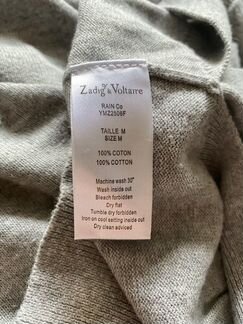 Zadig & Voltaire
RAIN Co
YMZ2506F
TAILLE M
SIZE M
100% COTON
100% COTTON
Machine wash 30°
Wash inside out
Bleach forbidden
Dry flat
Tumble dry forbidden
Iron on cool setting inside out
Dry clean adviced